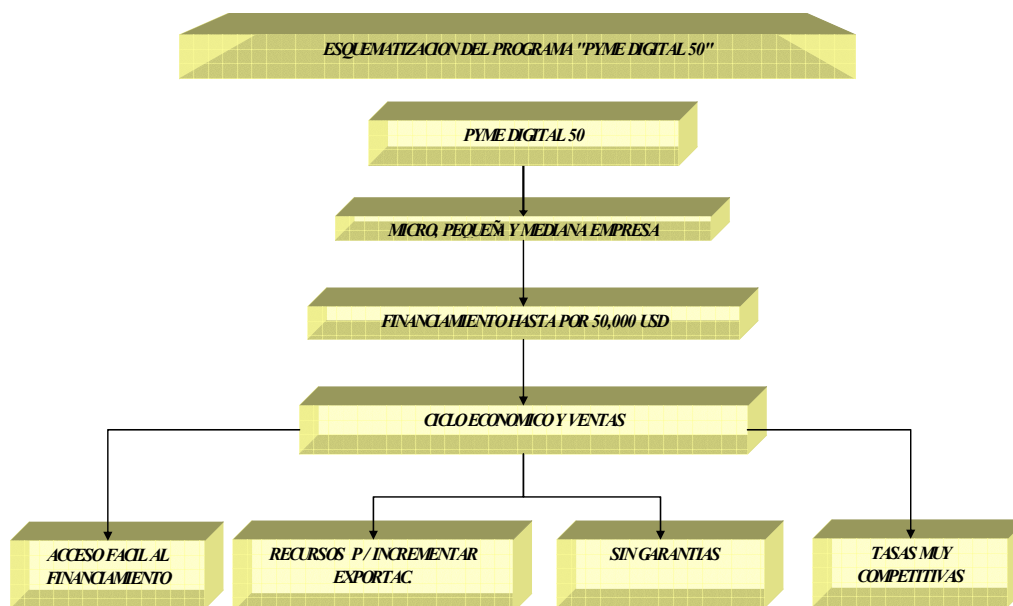 ESQUEMATIZACION DEL PROGRAMA "PYME DIGITAL 50"
PYME DIGITAL 50
MICRO, PEQUEÑA Y MEDIANA EMPRESA
FINANCIAMIENTO HASTA POR 50,000 USD
CICLO ECONOMICO Y VENTAS
ACCESO FACIL AL
FINANCIAMIENTO
RECURSOS P / INCREMENTAR
EXPORTAC.
SIN GARANTIAS
TASAS MUY
COMPETITIVAS